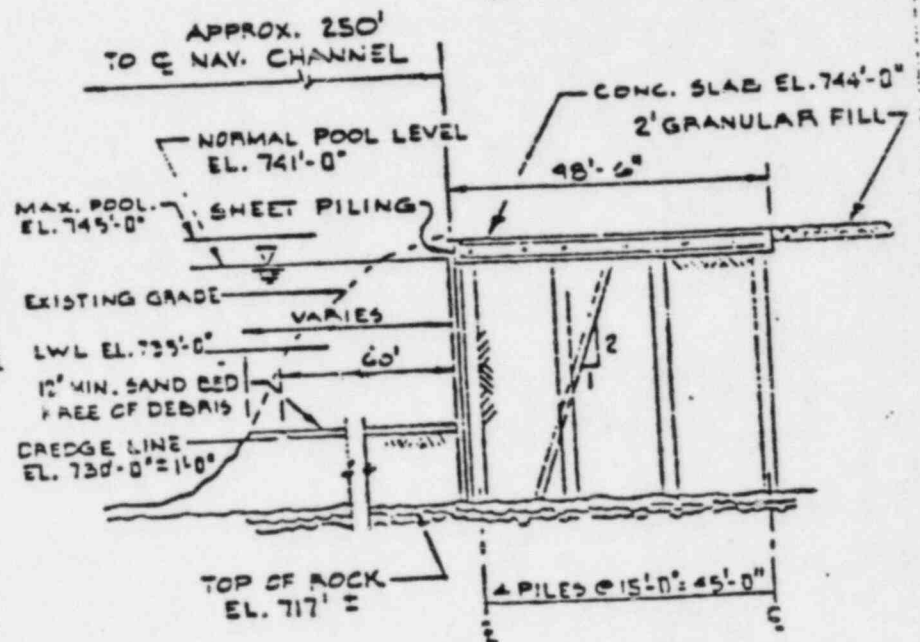 APPROX. 250'
TO ℄ NAV. CHANNEL
CONC. SLAB EL. 744'-0"
2' GRANULAR FILL
NORMAL POOL LEVEL
EL. 741'-0"
48'-6"
MAX. POOL
EL. 745'-0"
SHEET PILING
EXISTING GRADE
VARIES
LWL EL. 735'-0"
60'
2
1
12" MIN. SAND BED
FREE OF DEBRIS
DREDGE LINE
EL. 730'-0" ± 1'-0"
TOP OF ROCK
EL. 717' ±
4 PILES @ 15'-0" = 45'-0"